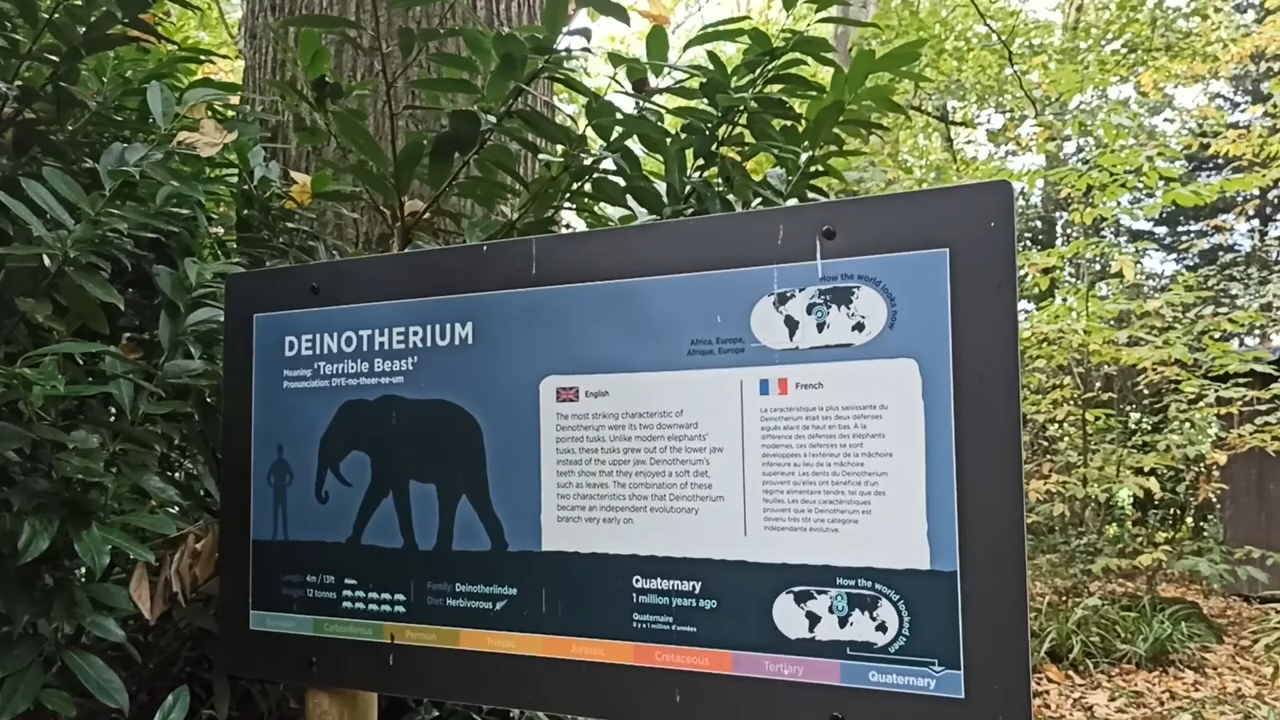 DEINOTHERIUM
Meaning: 'Terrible Beast'
Pronunciation: DYE-no-theer-ee-um
How the world looks now
Africa, Europe,
Afrique, Europe
English
The most striking characteristic of
Deinotherium were its two downward
pointed tusks. Unlike modern elephants'
tusks, these tusks grew out of the lower jaw
instead of the upper jaw. Deinotherium's
teeth show that they enjoyed a soft diet,
such as leaves. The combination of these
two characteristics show that Deinotherium
became an independent evolutionary
branch very early on.
French
La caractéristique la plus saisissante du
Deinotherium était ses deux défenses
aiguës allant de haut en bas. À la
différence des défenses des éléphants
modernes, ces défenses se sont
développées à l'extérieur de la mâchoire
inférieure au lieu de la mâchoire
supérieure. Les dents du Deinotherium
prouvent qu'elles ont bénéficié d'un
régime alimentaire tendre, tel que des
feuilles. Les deux caractéristiques
prouvent que le Deinotherium est
devenu très tôt une catégorie
indépendante évolutive.
Length: 4m / 13ft
Weight: 12 tonnes
Family: Deinotheriindae
Diet: Herbivorous
Quaternary
1 million years ago
Quaternaire
Il y a 1 million d'années
How the world looked then
Carboniferous
Permian
Triassic
Jurassic
Cretaceous
Tertiary
Quaternary